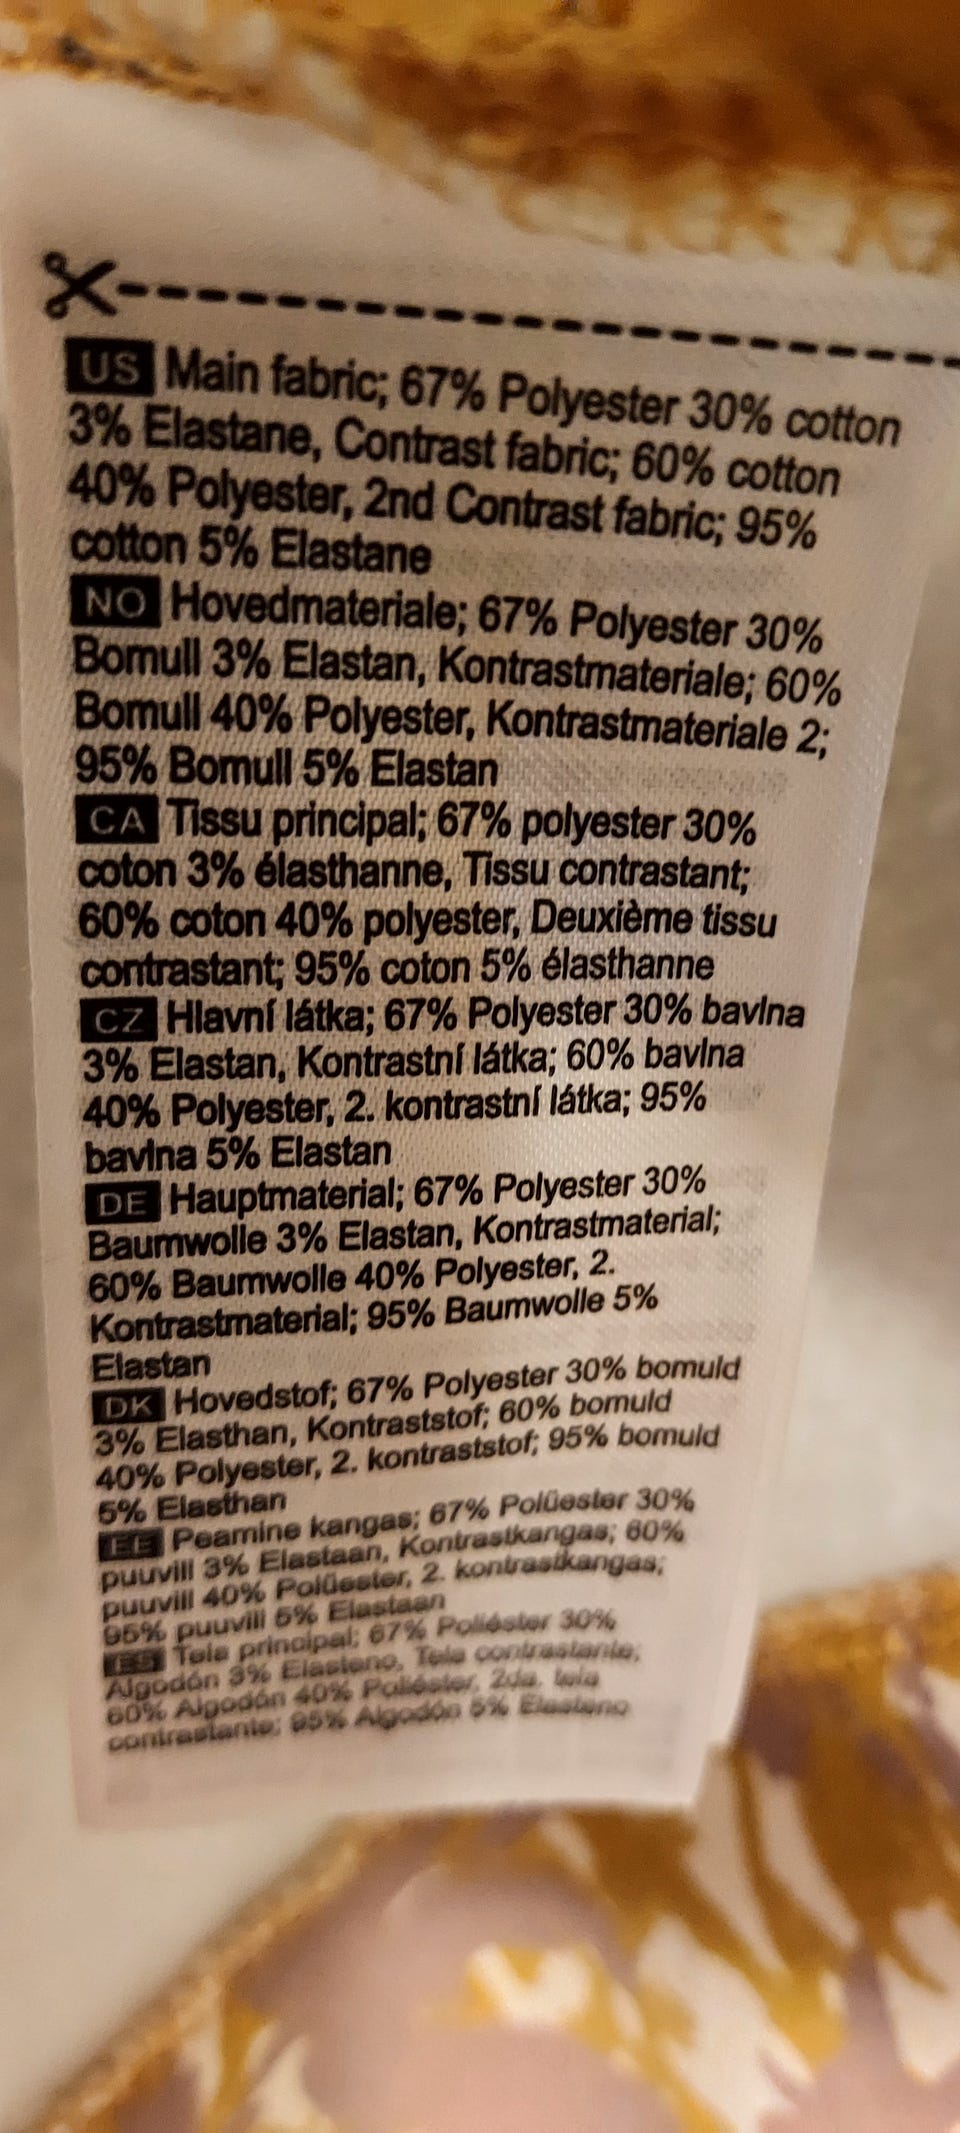 US Main fabric; 67% Polyester 30% cotton
3% Elastane, Contrast fabric; 60% cotton
40% Polyester, 2nd Contrast fabric; 95%
cotton 5% Elastane
NO Hovedmateriale; 67% Polyester 30%
Bomull 3% Elastan, Kontrastmateriale; 60%
Bomull 40% Polyester, Kontrastmateriale 2;
95% Bomull 5% Elastan
CA Tissu principal; 67% polyester 30%
coton 3% élasthanne, Tissu contrastant;
60% coton 40% polyester, Deuxième tissu
contrastant; 95% coton 5% élasthanne
CZ Hlavní látka; 67% Polyester 30% bavlna
3% Elastan, Kontrastní látka; 60% bavlna
40% Polyester, 2. kontrastní látka; 95%
bavlna 5% Elastan
DE Hauptmaterial; 67% Polyester 30%
Baumwolle 3% Elastan, Kontrastmaterial;
60% Baumwolle 40% Polyester, 2.
Kontrastmaterial; 95% Baumwolle 5%
Elastan
DK Hovedstof; 67% Polyester 30% bomuld
3% Elasthan, Kontraststof; 60% bomuld
40% Polyester, 2. kontraststof; 95% bomuld
5% Elasthan
EE Peamine kangas; 67% Polüester 30%
puuvill 3% Elastaan, Kontrastkangas; 60%
puuvill 40% Polüester, 2. kontrastkangas;
95% puuvill 5% Elastaan
ES Tela principal; 67% Poliéster 30%
Algodón 3% Elasteno, Tela contrastante;
60% Algodón 40% Poliéster, 2da. tela
contrastante; 95% Algodón 5% Elasteno